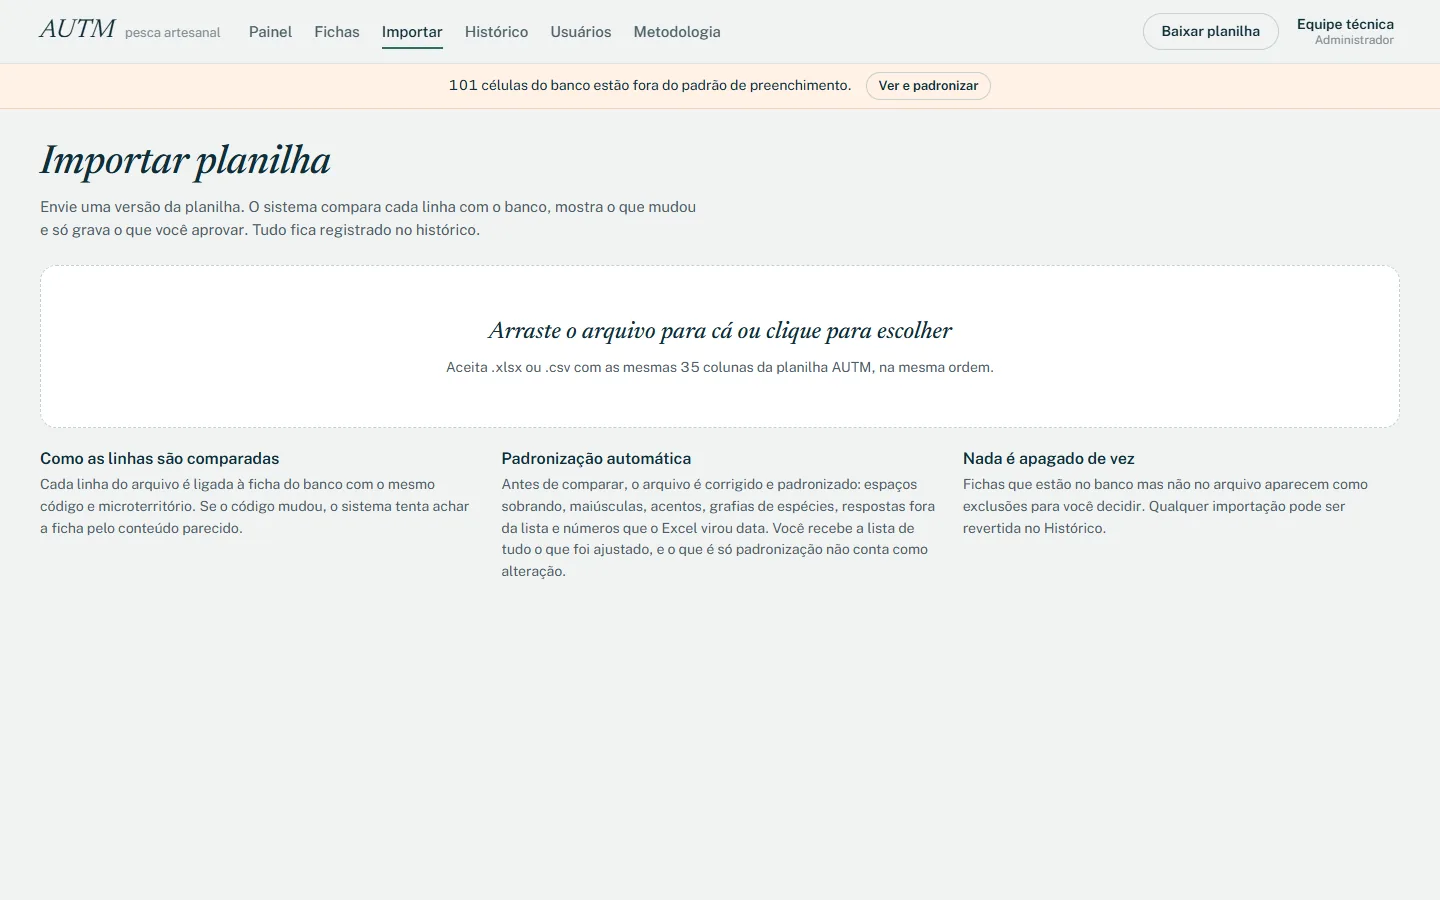 AUTM pesca artesanal
Painel
Fichas
Importar
Histórico
Usuários
Metodologia
Baixar planilha
Equipe técnica
Administrador
101 células do banco estão fora do padrão de preenchimento.
Ver e padronizar
Importar planilha
Envie uma versão da planilha. O sistema compara cada linha com o banco, mostra o que mudou
e só grava o que você aprovar. Tudo fica registrado no histórico.
Arraste o arquivo para cá ou clique para escolher
Aceita .xlsx ou .csv com as mesmas 35 colunas da planilha AUTM, na mesma ordem.
Como as linhas são comparadas
Cada linha do arquivo é ligada à ficha do banco com o mesmo
código e microterritório. Se o código mudou, o sistema tenta achar
a ficha pelo conteúdo parecido.
Padronização automática
Antes de comparar, o arquivo é corrigido e padronizado: espaços
sobrando, maiúsculas, acentos, grafias de espécies, respostas fora
da lista e números que o Excel virou data. Você recebe a lista de
tudo o que foi ajustado, e o que é só padronização não conta como
alteração.
Nada é apagado de vez
Fichas que estão no banco mas não no arquivo aparecem como
exclusões para você decidir. Qualquer importação pode ser
revertida no Histórico.